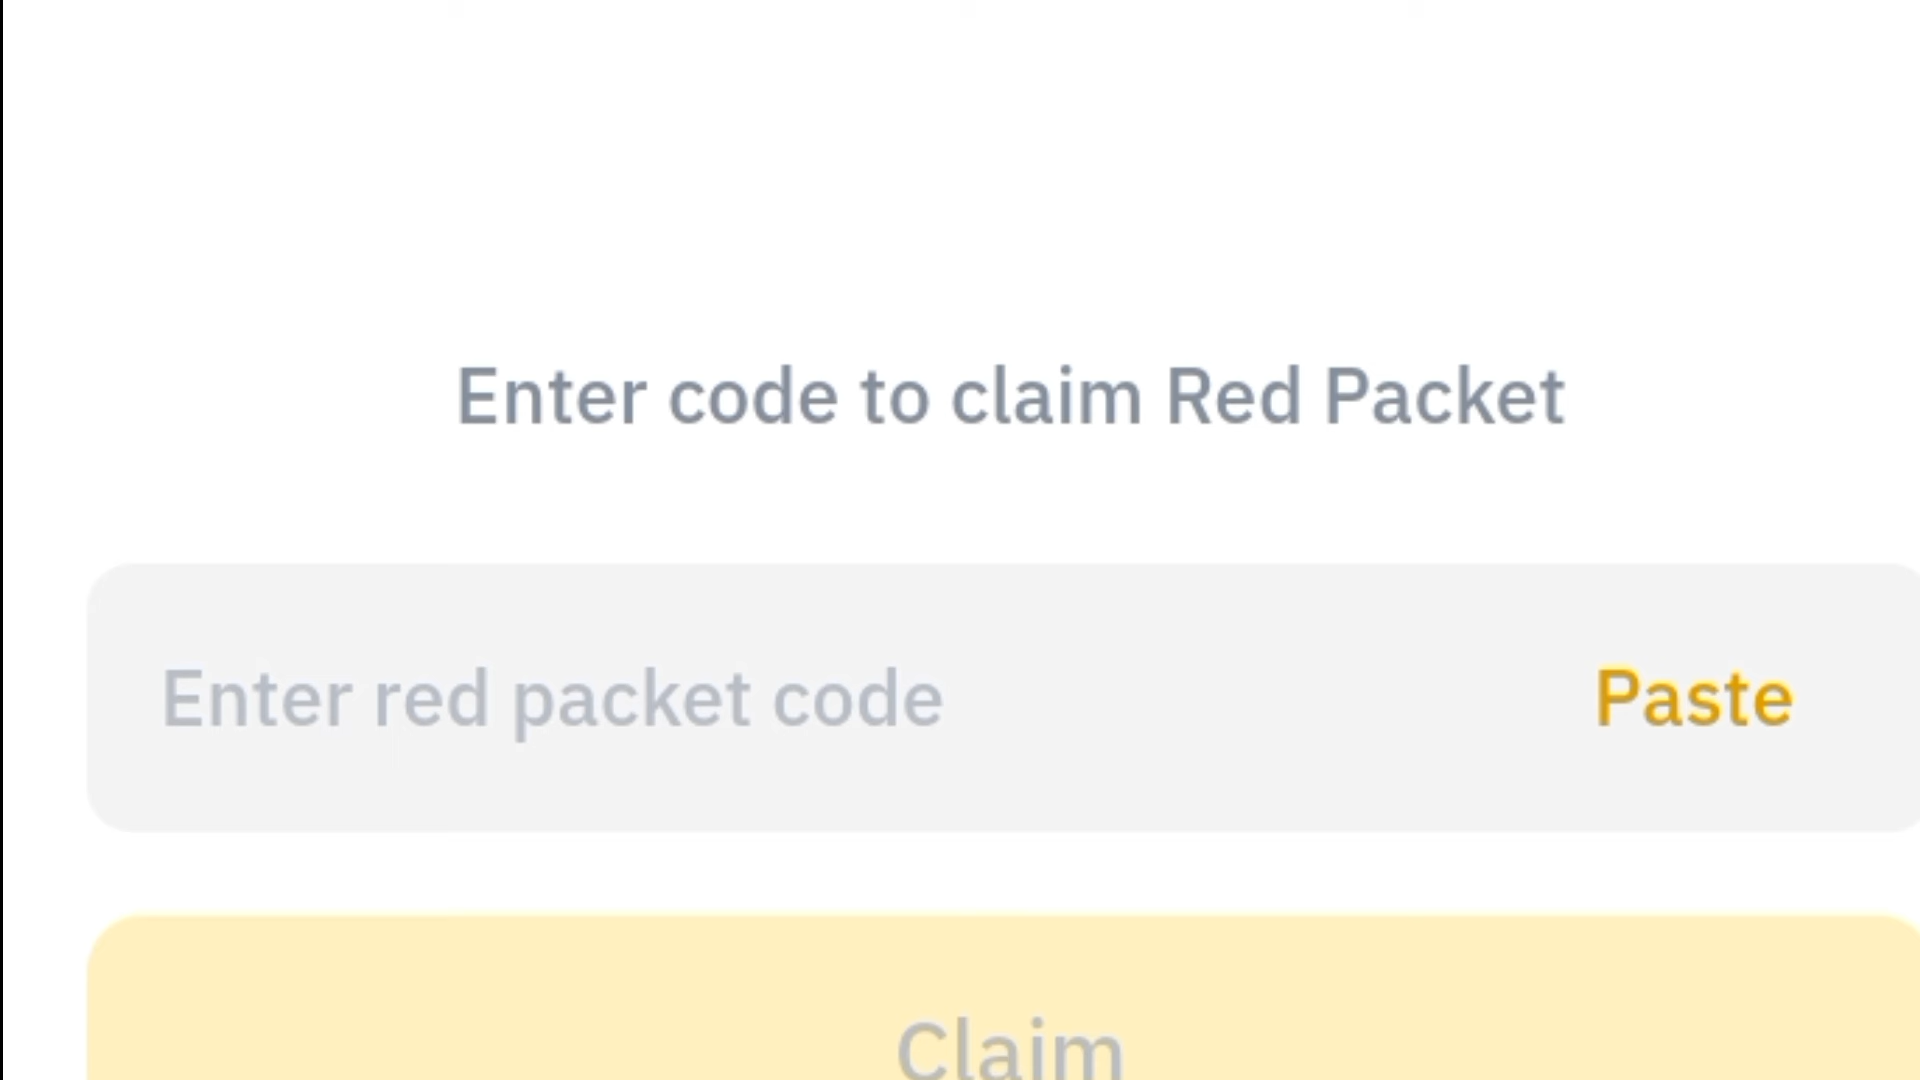 Enter code to claim Red Packet
Enter red packet code
Paste
Claim